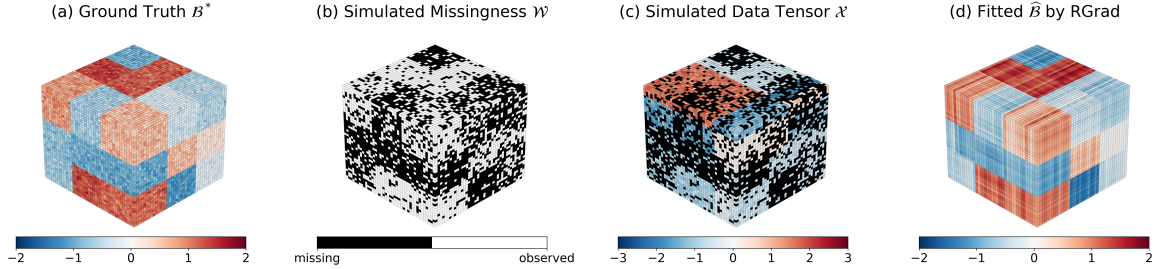 (a) Ground Truth ℬ*
(b) Simulated Missingness 𝒲
(c) Simulated Data Tensor 𝒳
(d) Fitted ℬ̂ by RGrad
−2 −1 0 1 2
missing observed
−3 −2 −1 0 1 2 3
−2 −1 0 1 2